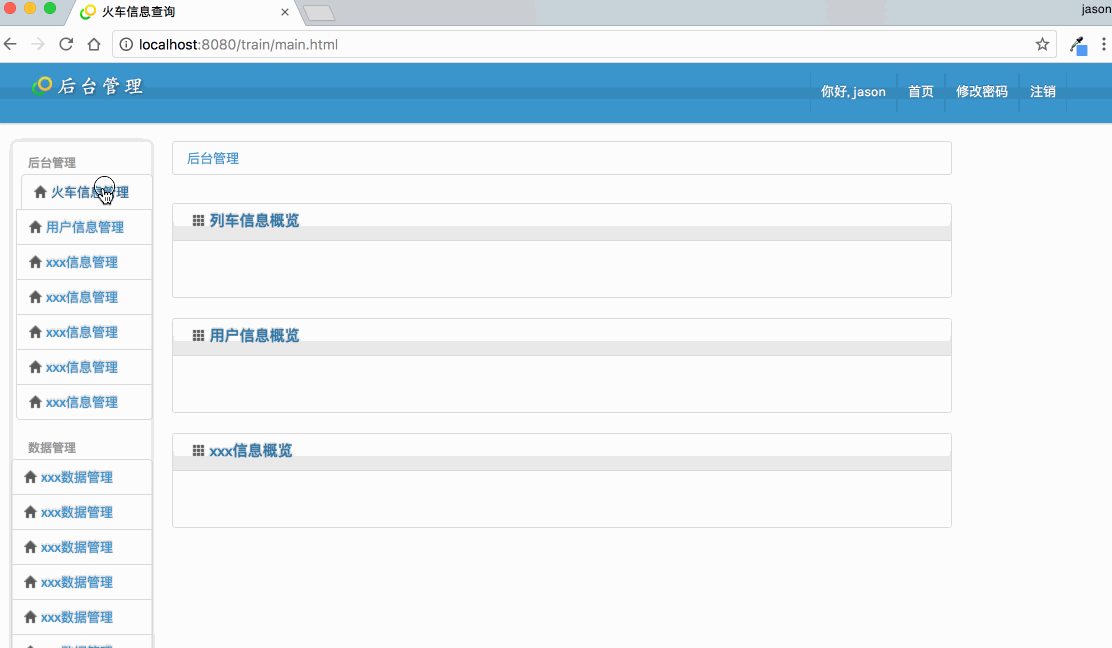 火车信息查询
jason
localhost:8080/train/main.html
后台管理
你好, jason 首页 修改密码 注销
后台管理
火车信息管理
用户信息管理
xxx信息管理
xxx信息管理
xxx信息管理
xxx信息管理
xxx信息管理
数据管理
xxx数据管理
xxx数据管理
xxx数据管理
xxx数据管理
xxx数据管理
后台管理
列车信息概览
用户信息概览
xxx信息概览